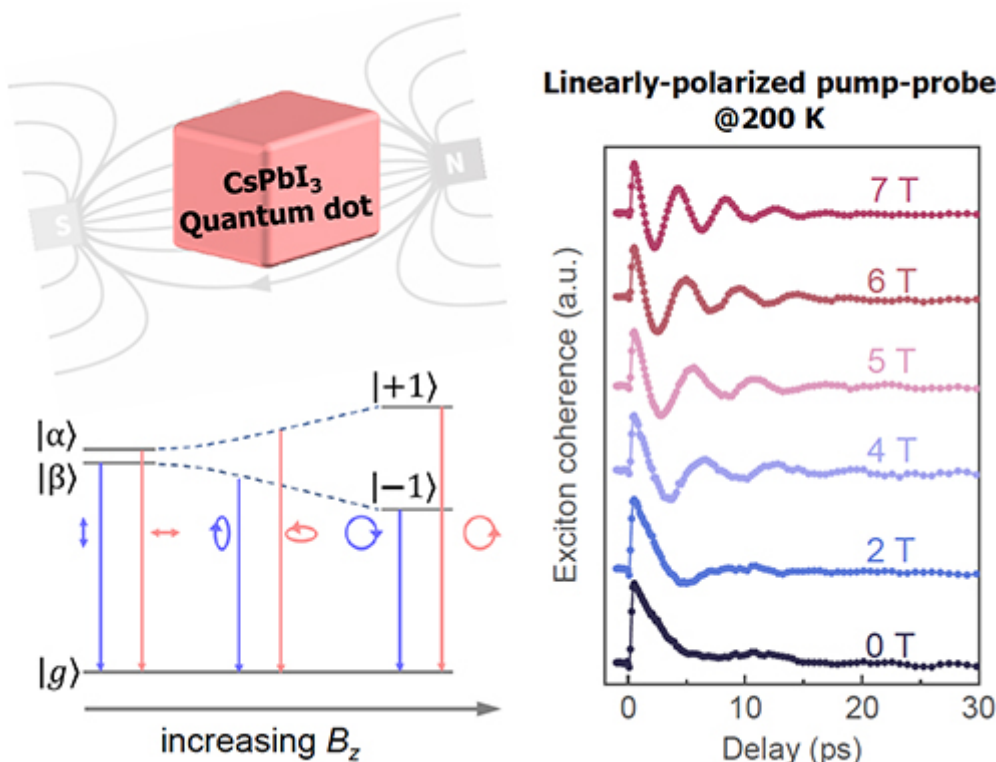 S
N
CsPbI₃
Quantum dot
|α⟩
|β⟩
|+1⟩
|−1⟩
|g⟩
increasing B_z
Linearly-polarized pump-probe
@200 K
Exciton coherence (a.u.)
7 T
6 T
5 T
4 T
2 T
0 T
0 10 20 30
Delay (ps)